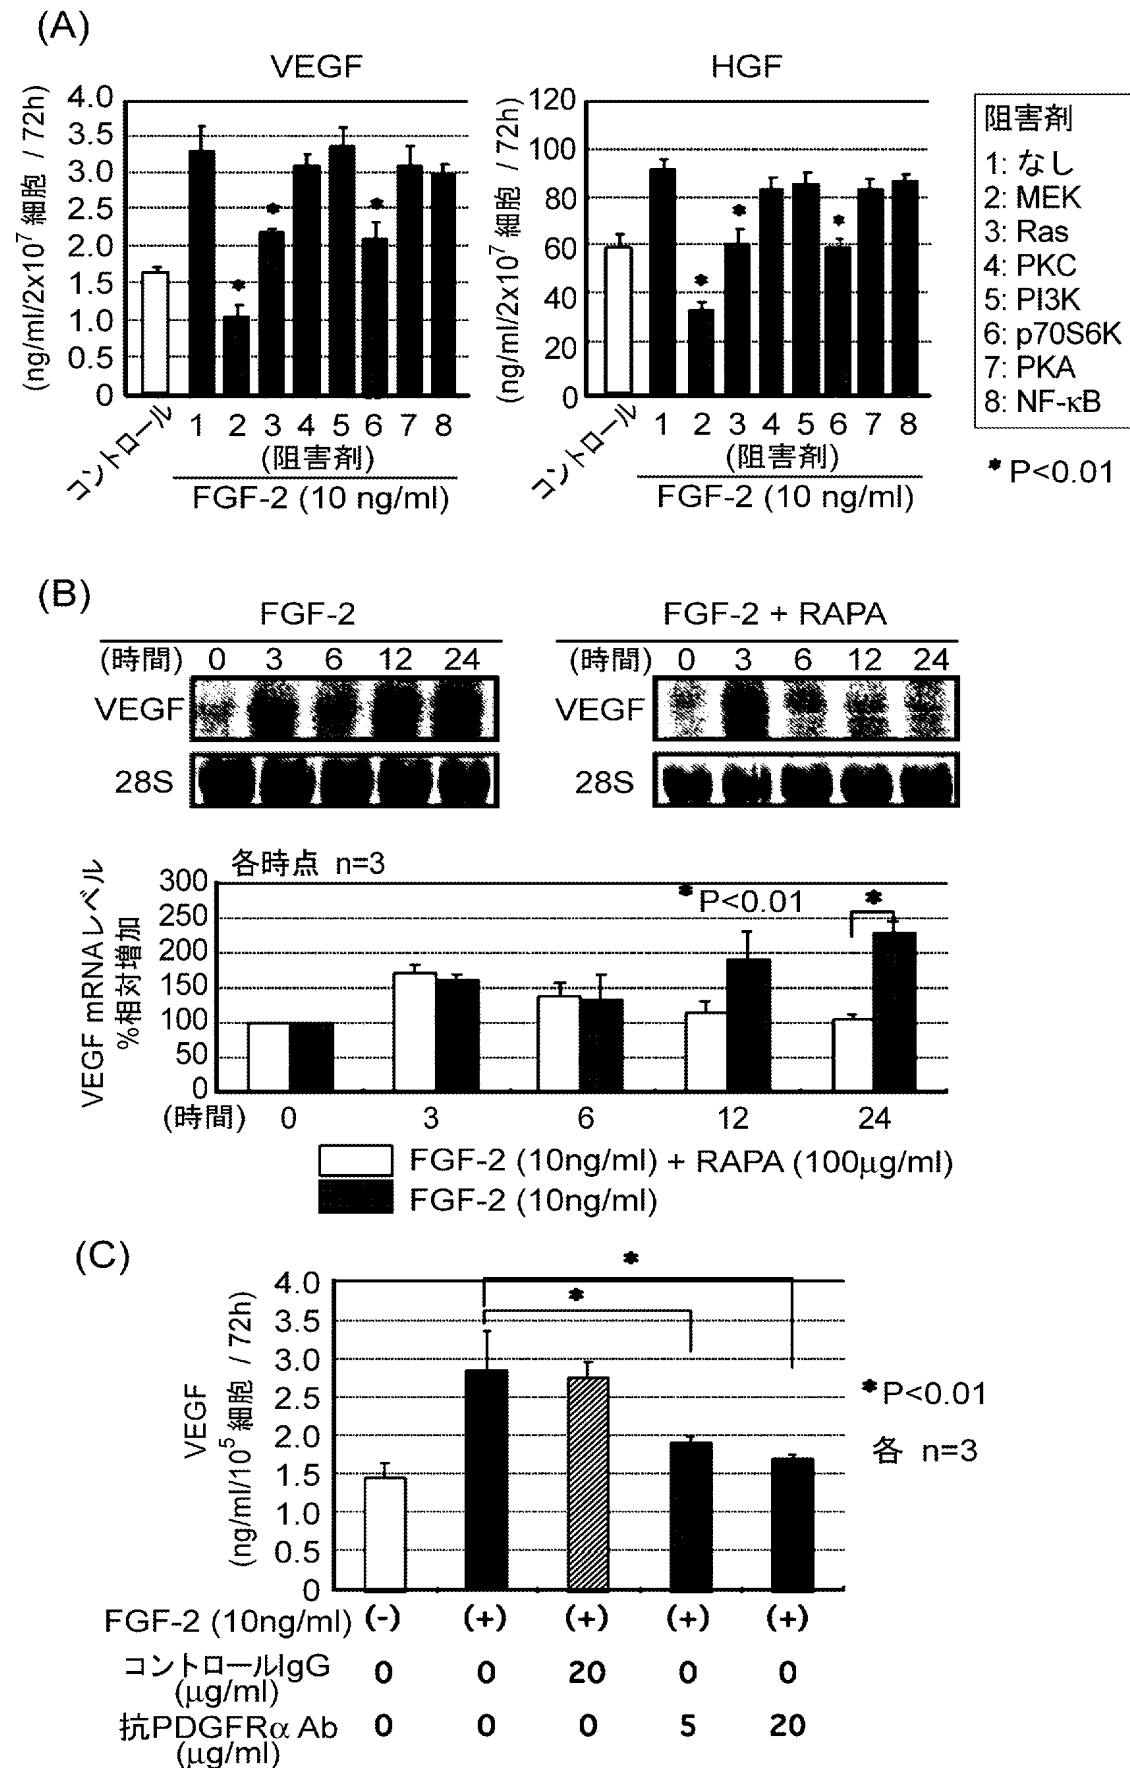 (A)
VEGF
(ng/ml/2x10⁷ 細胞 / 72h)
4.0
3.5
3.0
2.5
2.0
1.5
1.0
0.5
0
* * *
コントロール 1 2 3 4 5 6 7 8
(阻害剤)
FGF-2 (10 ng/ml)
HGF
(ng/ml/2x10⁷ 細胞 / 72h)
120
100
80
60
40
20
0
* * *
コントロール 1 2 3 4 5 6 7 8
(阻害剤)
FGF-2 (10 ng/ml)
阻害剤
1: なし
2: MEK
3: Ras
4: PKC
5: PI3K
6: p70S6K
7: PKA
8: NF-κB
* P<0.01
(B)
FGF-2
(時間) 0 3 6 12 24
VEGF
28S
FGF-2 + RAPA
(時間) 0 3 6 12 24
VEGF
28S
各時点 n=3
VEGF mRNAレベル
%相対増加
300
250
200
150
100
50
0
* P<0.01
*
(時間) 0 3 6 12 24
FGF-2 (10ng/ml) + RAPA (100μg/ml)
FGF-2 (10ng/ml)
(C)
VEGF
(ng/ml/10⁵ 細胞 / 72h)
4.0
3.5
3.0
2.5
2.0
1.5
1.0
0.5
0
*
*
* P<0.01
各 n=3
FGF-2 (10ng/ml) (-) (+) (+) (+) (+)
コントロールIgG 0 0 20 0 0
(μg/ml)
抗PDGFRα Ab 0 0 0 5 20
(μg/ml)